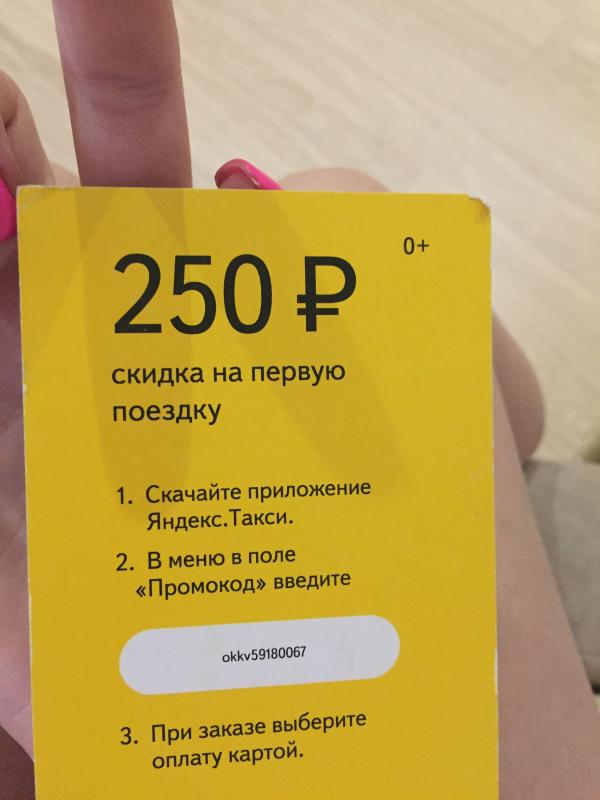 0+
250 ₽
скидка на первую
поездку
1. Скачайте приложение
Яндекс.Такси.
2. В меню в поле
«Промокод» введите
okkv59180067
3. При заказе выберите
оплату картой.